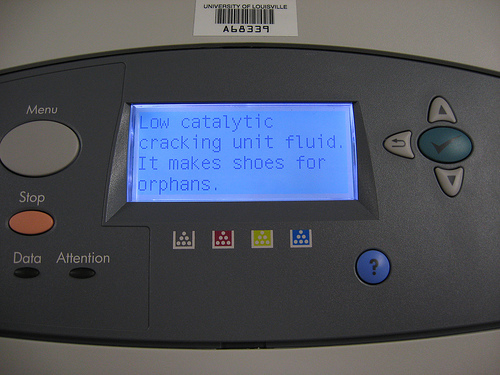 UNIVERSITY OF LOUISVILLE
A68339
Menu
Low catalytic
cracking unit fluid.
It makes shoes for
orphans.
Stop
Data Attention
?